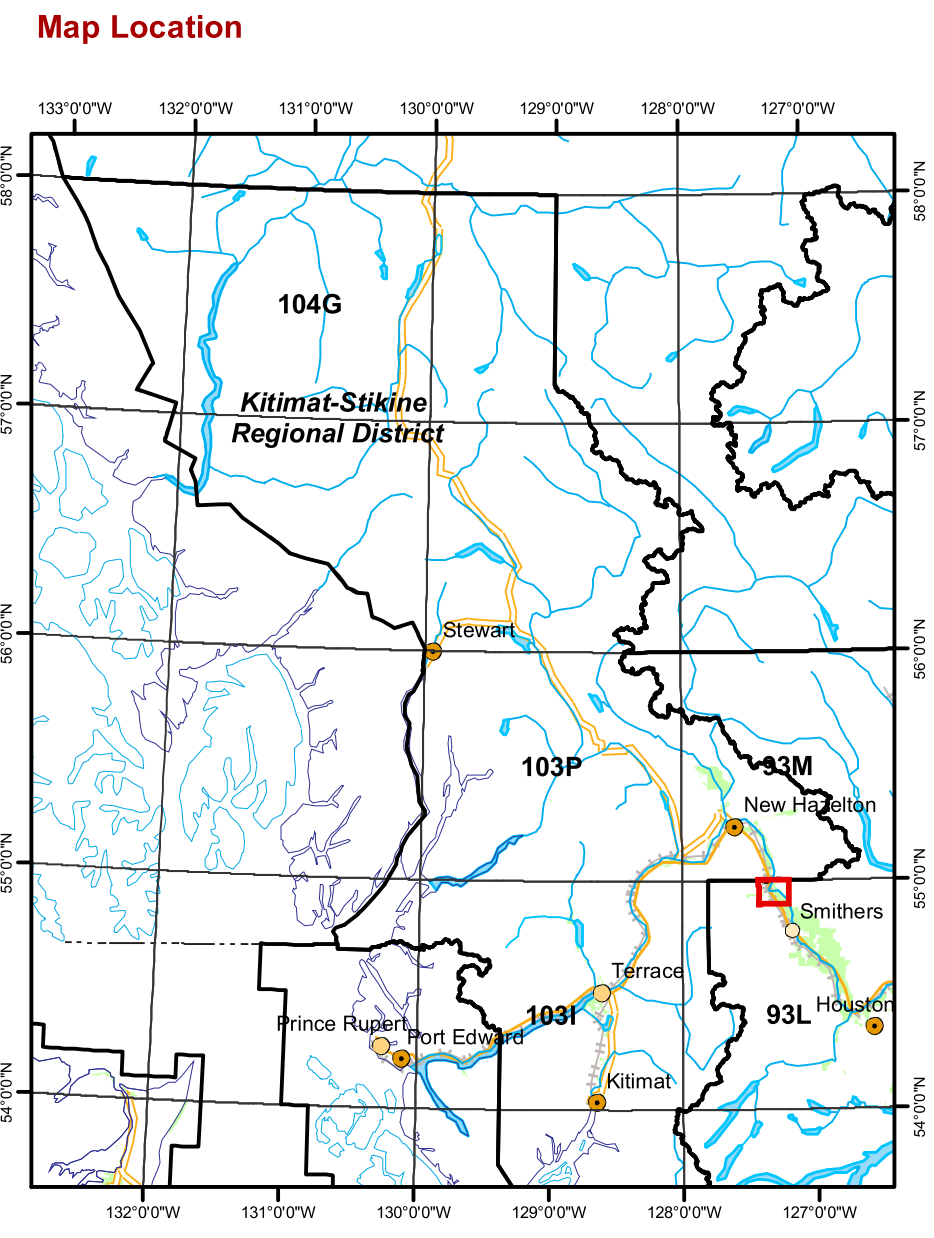 Map Location
133°0'0"W 132°0'0"W 131°0'0"W 130°0'0"W 129°0'0"W 128°0'0"W 127°0'0"W
58°0'0"N 58°0'0"N
104G
Kitimat-Stikine
Regional District
57°0'0"N 57°0'0"N
Stewart
56°0'0"N 56°0'0"N
103P 93M
New Hazelton
55°0'0"N 55°0'0"N
Smithers
Terrace
103I 93L Houston
Prince Rupert Port Edward
Kitimat
54°0'0"N 54°0'0"N
132°0'0"W 131°0'0"W 130°0'0"W 129°0'0"W 128°0'0"W 127°0'0"W